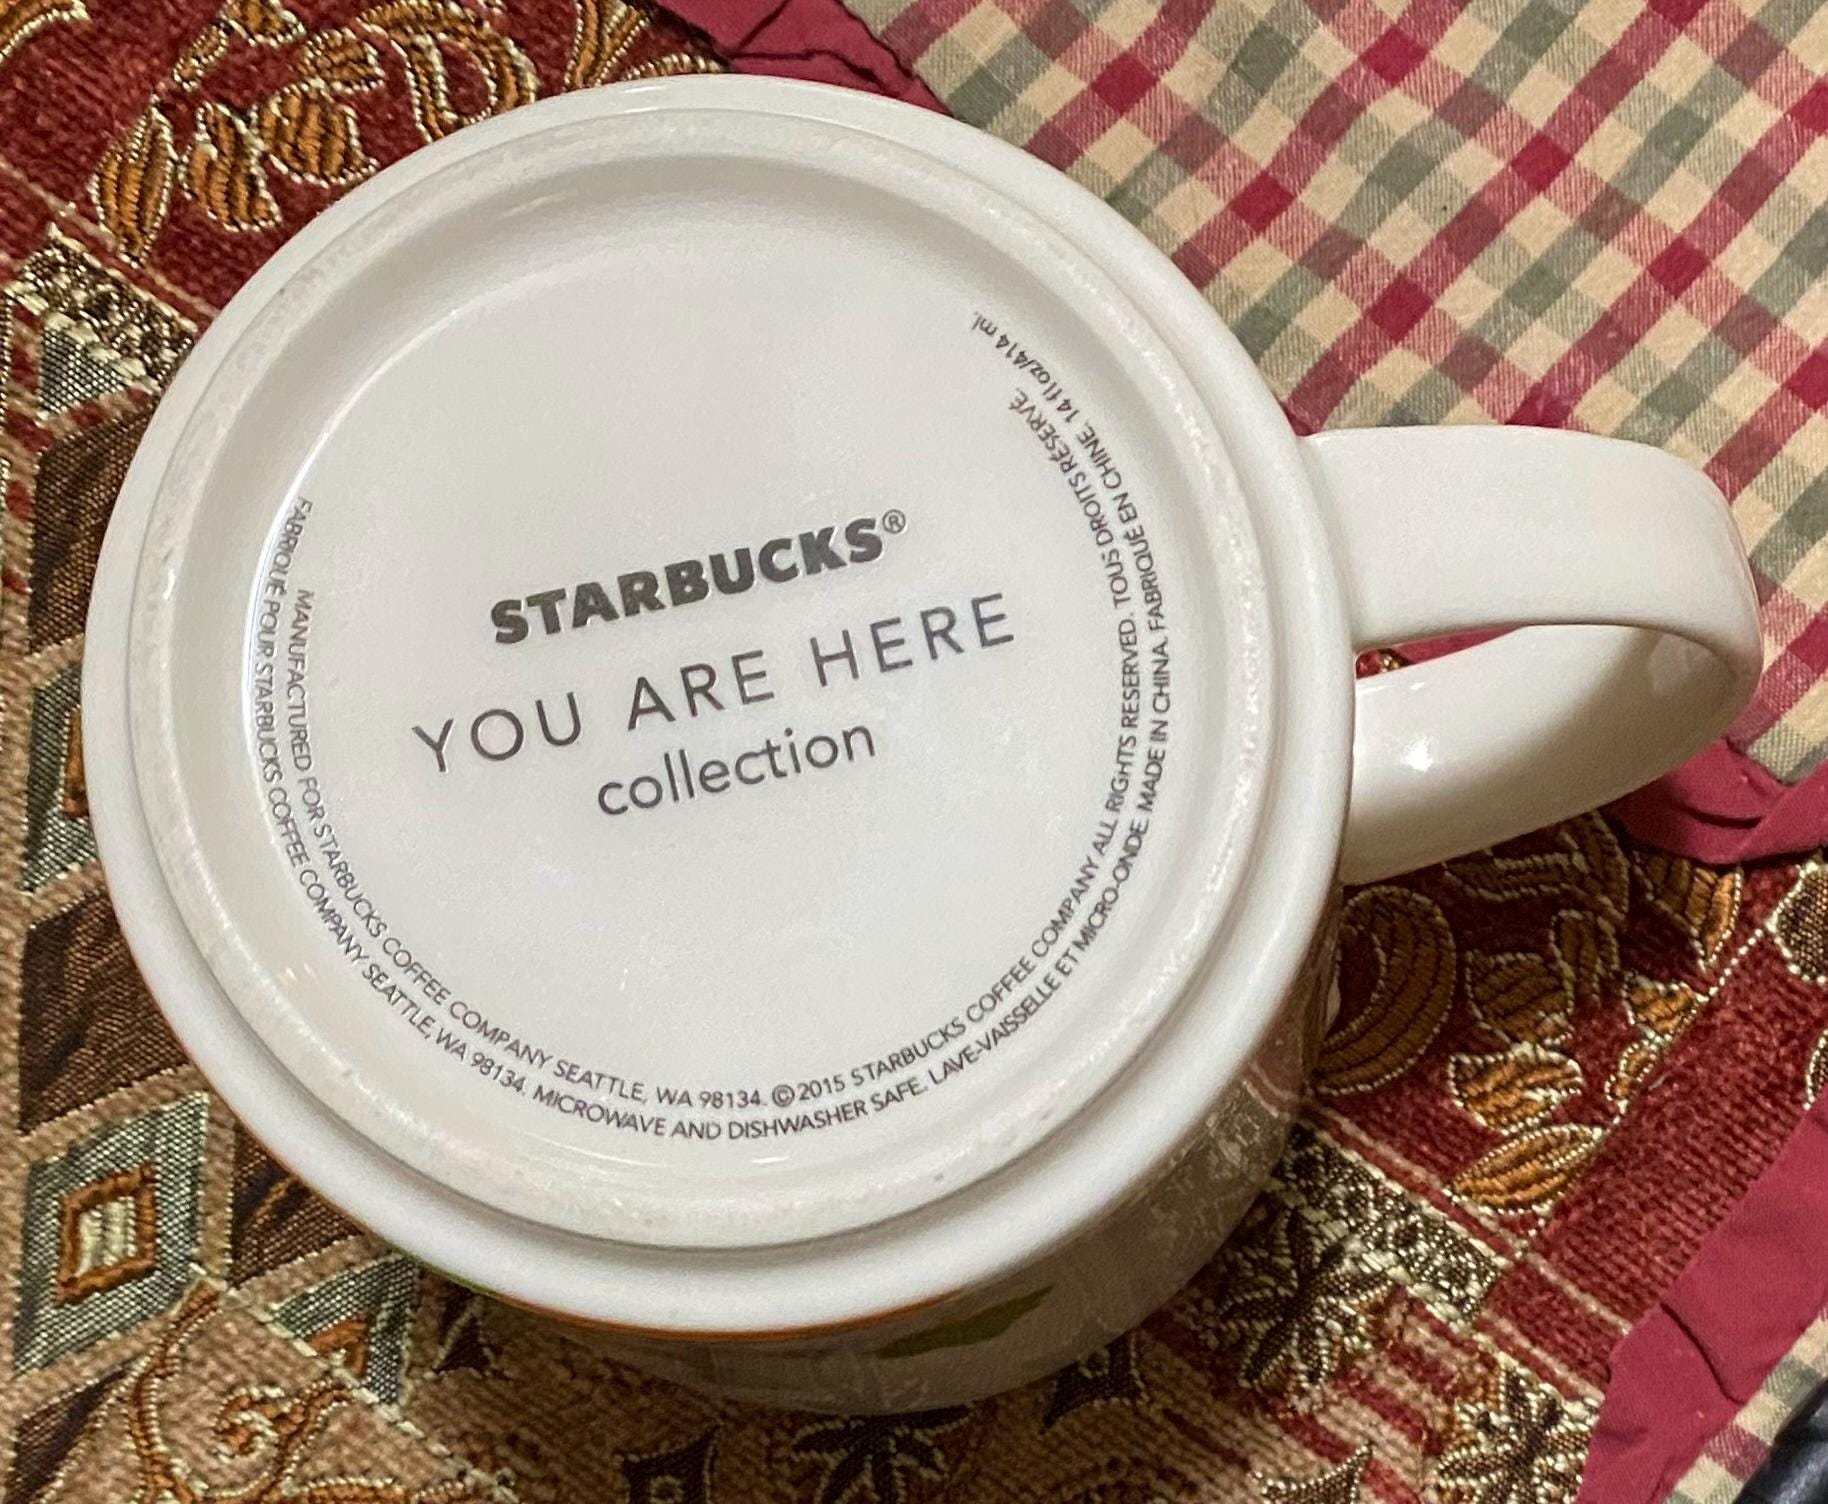 STARBUCKS®
YOU ARE HERE
collection
MANUFACTURED FOR STARBUCKS COFFEE COMPANY SEATTLE, WA 98134. ©2015 STARBUCKS COFFEE COMPANY ALL RIGHTS RESERVED. TOUS DROITS RÉSERVÉ.
FABRIQUÉ POUR STARBUCKS COFFEE COMPANY SEATTLE, WA 98134. MICROWAVE AND DISHWASHER SAFE. LAVE-VAISSELLE ET MICRO-ONDE. MADE IN CHINA. FABRIQUÉ EN CHINE. 14 fl oz/414 ml.